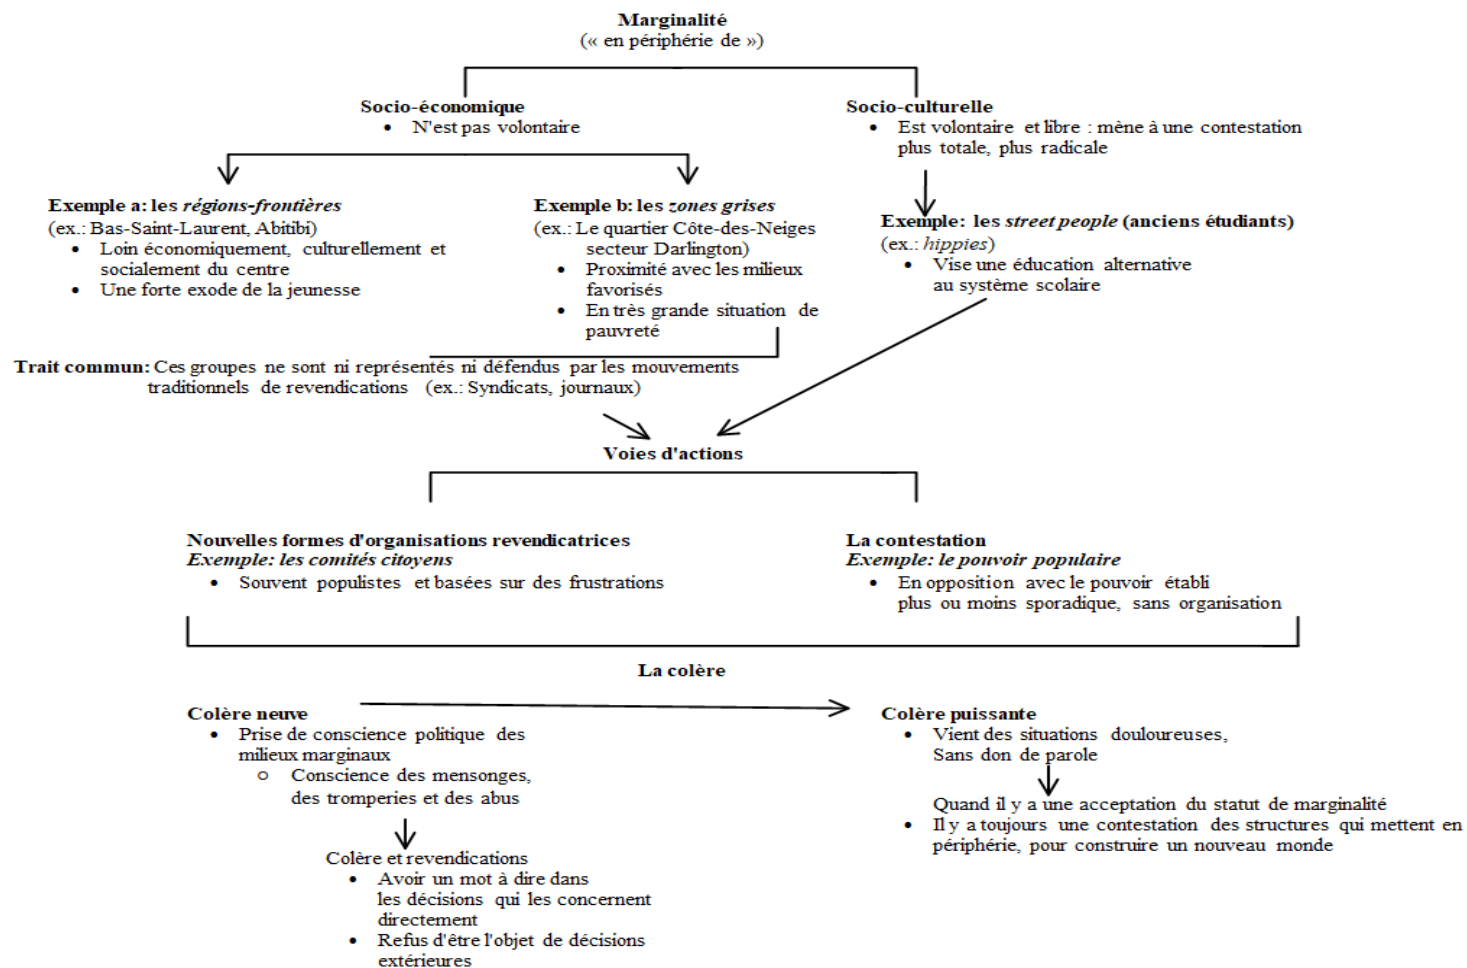 Marginalité
(« en périphérie de »)
Socio-économique
• N'est pas volontaire
Socio-culturelle
• Est volontaire et libre : mène à une contestation
plus totale, plus radicale
Exemple a: les régions-frontières
(ex.: Bas-Saint-Laurent, Abitibi)
• Loin économiquement, culturellement et
socialement du centre
• Une forte exode de la jeunesse
Exemple b: les zones grises
(ex.: Le quartier Côte-des-Neiges
secteur Darlington)
• Proximité avec les milieux
favorisés
• En très grande situation de
pauvreté
Exemple: les street people (anciens étudiants)
(ex.: hippies)
• Vise une éducation alternative
au système scolaire
Trait commun: Ces groupes ne sont ni représentés ni défendus par les mouvements
traditionnels de revendications (ex.: Syndicats, journaux)
Voies d'actions
Nouvelles formes d'organisations revendicatrices
Exemple: les comités citoyens
• Souvent populistes et basées sur des frustrations
La contestation
Exemple: le pouvoir populaire
• En opposition avec le pouvoir établi
plus ou moins sporadique, sans organisation
La colère
Colère neuve
• Prise de conscience politique des
milieux marginaux
o Conscience des mensonges,
des tromperies et des abus
Colère et revendications
• Avoir un mot à dire dans
les décisions qui les concernent
directement
• Refus d'être l'objet de décisions
extérieures
Colère puissante
• Vient des situations douloureuses,
Sans don de parole
Quand il y a une acceptation du statut de marginalité
• Il y a toujours une contestation des structures qui mettent en
périphérie, pour construire un nouveau monde